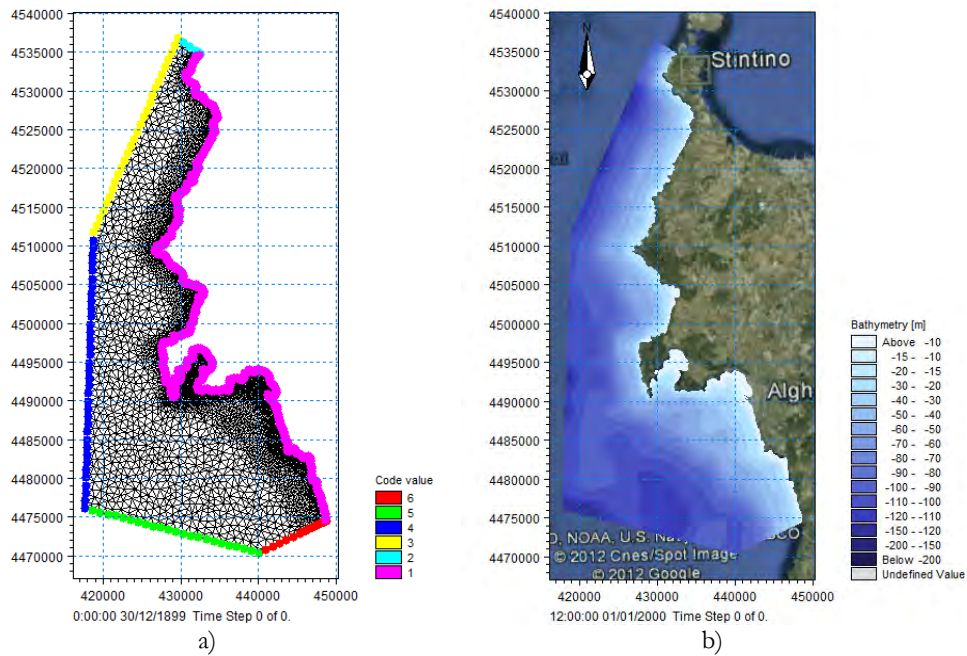 4540000
4535000
4530000
4525000
4520000
4515000
4510000
4505000
4500000
4495000
4490000
4485000
4480000
4475000
4470000
420000 430000 440000 450000
0:00:00 30/12/1899 Time Step 0 of 0.
Code value
6
5
4
3
2
1
a)
4540000
4535000
4530000
4525000
4520000
4515000
4510000
4505000
4500000
4495000
4490000
4485000
4480000
4475000
4470000
N
Stintino
Algh
NOAA, U.S. Navy
CO
© 2012 Cnes/Spot Image
© 2012 Google
420000 430000 440000 450000
12:00:00 01/01/2000 Time Step 0 of 0.
Bathymetry [m]
Above -10
-15 - -10
-20 - -15
-30 - -20
-40 - -30
-50 - -40
-60 - -50
-70 - -60
-80 - -70
-90 - -80
-100 - -90
-110 - -100
-120 - -110
-150 - -120
-200 - -150
Below -200
Undefined Value
b)